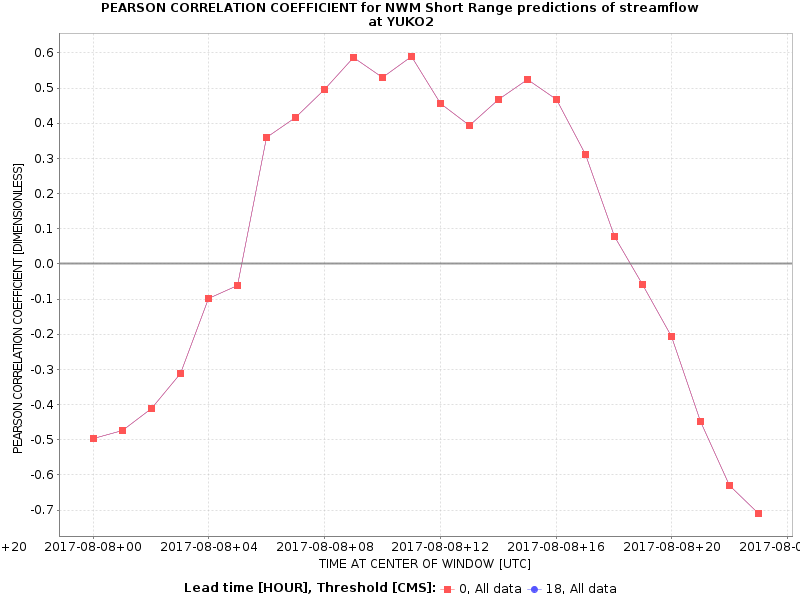 PEARSON CORRELATION COEFFICIENT for NWM Short Range predictions of streamflow
at YUKO2
PEARSON CORRELATION COEFFICIENT [DIMENSIONLESS]
0.6
0.5
0.4
0.3
0.2
0.1
0.0
-0.1
-0.2
-0.3
-0.4
-0.5
-0.6
-0.7
+20 2017-08-08+00 2017-08-08+04 2017-08-08+08 2017-08-08+12 2017-08-08+16 2017-08-08+20 2017-08-0
TIME AT CENTER OF WINDOW [UTC]
Lead time [HOUR], Threshold [CMS]: 0, All data 18, All data